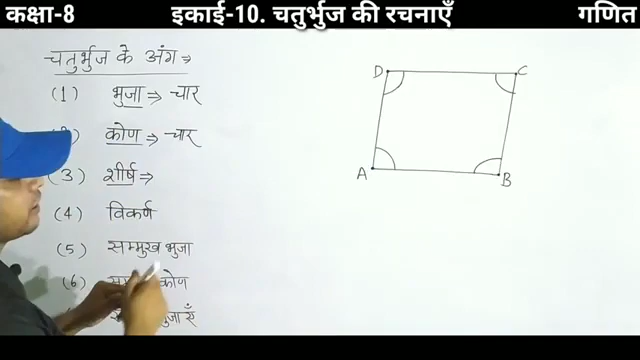 कक्षा-8 इकाई-10. चतुर्भुज की रचनाएँ गणित
चतुर्भुज के अंग ⇒
(1) भुजा ⇒ चार
कोण ⇒ चार
(3) शीर्ष ⇒
(4) विकर्ण
(5) सम्मुख भुजा
(6) कोण
D C
A B